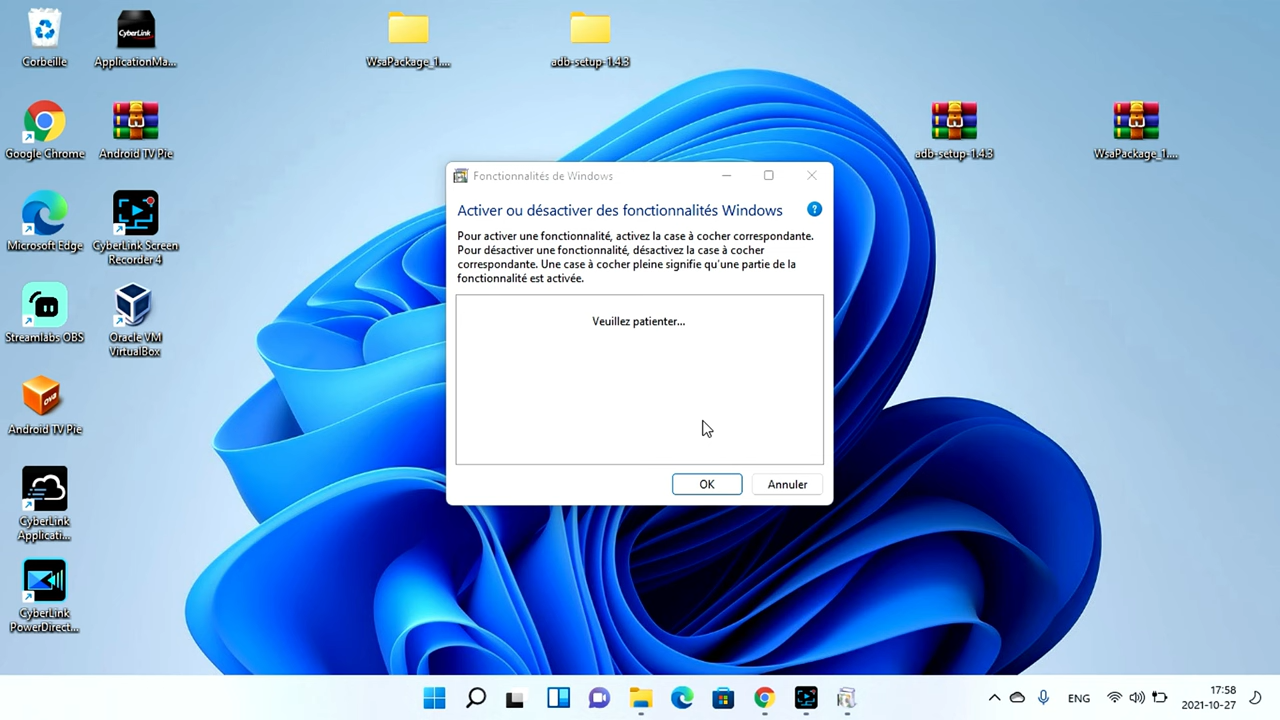 Corbeille
CyberLink
ApplicationMa...
WsaPackage_1....
adb-setup-1.4.3
Google Chrome
Android TV Pie
adb-setup-1.4.3
WsaPackage_1....
Microsoft Edge
CyberLink Screen
Recorder 4
Streamlabs OBS
Oracle VM
VirtualBox
OVA
Android TV Pie
CyberLink
Applicati...
CyberLink
PowerDirect...
Fonctionnalités de Windows
Activer ou désactiver des fonctionnalités Windows
?
Pour activer une fonctionnalité, activez la case à cocher correspondante.
Pour désactiver une fonctionnalité, désactivez la case à cocher
correspondante. Une case à cocher pleine signifie qu'une partie de la
fonctionnalité est activée.
Veuillez patienter...
OK
Annuler
ENG
17:58
2021-10-27